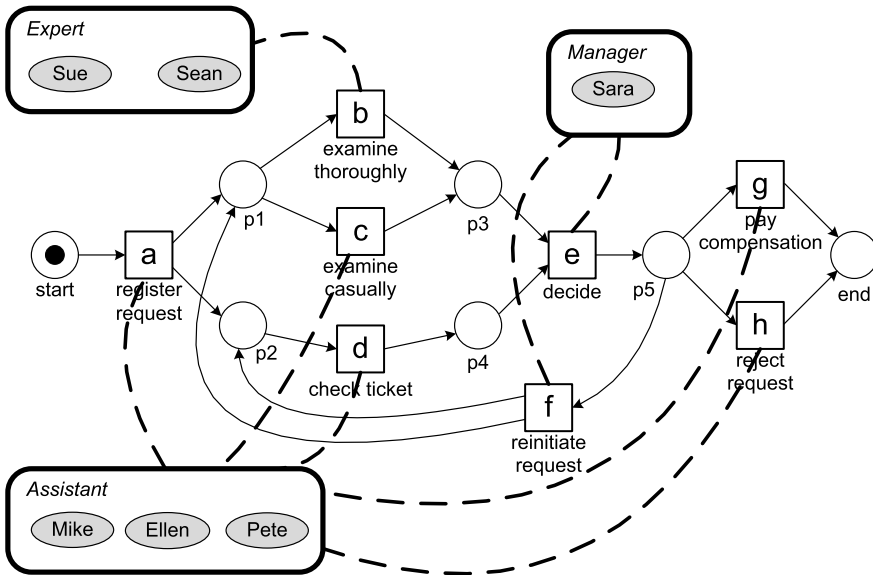 Expert
Sue
Sean
Manager
Sara
b
examine
thoroughly
g
pay
compensation
p1
p3
c
examine
casually
a
register
request
start
e
decide
p5
end
p2
d
check ticket
p4
h
reject
request
f
reinitiate
request
Assistant
Mike
Ellen
Pete